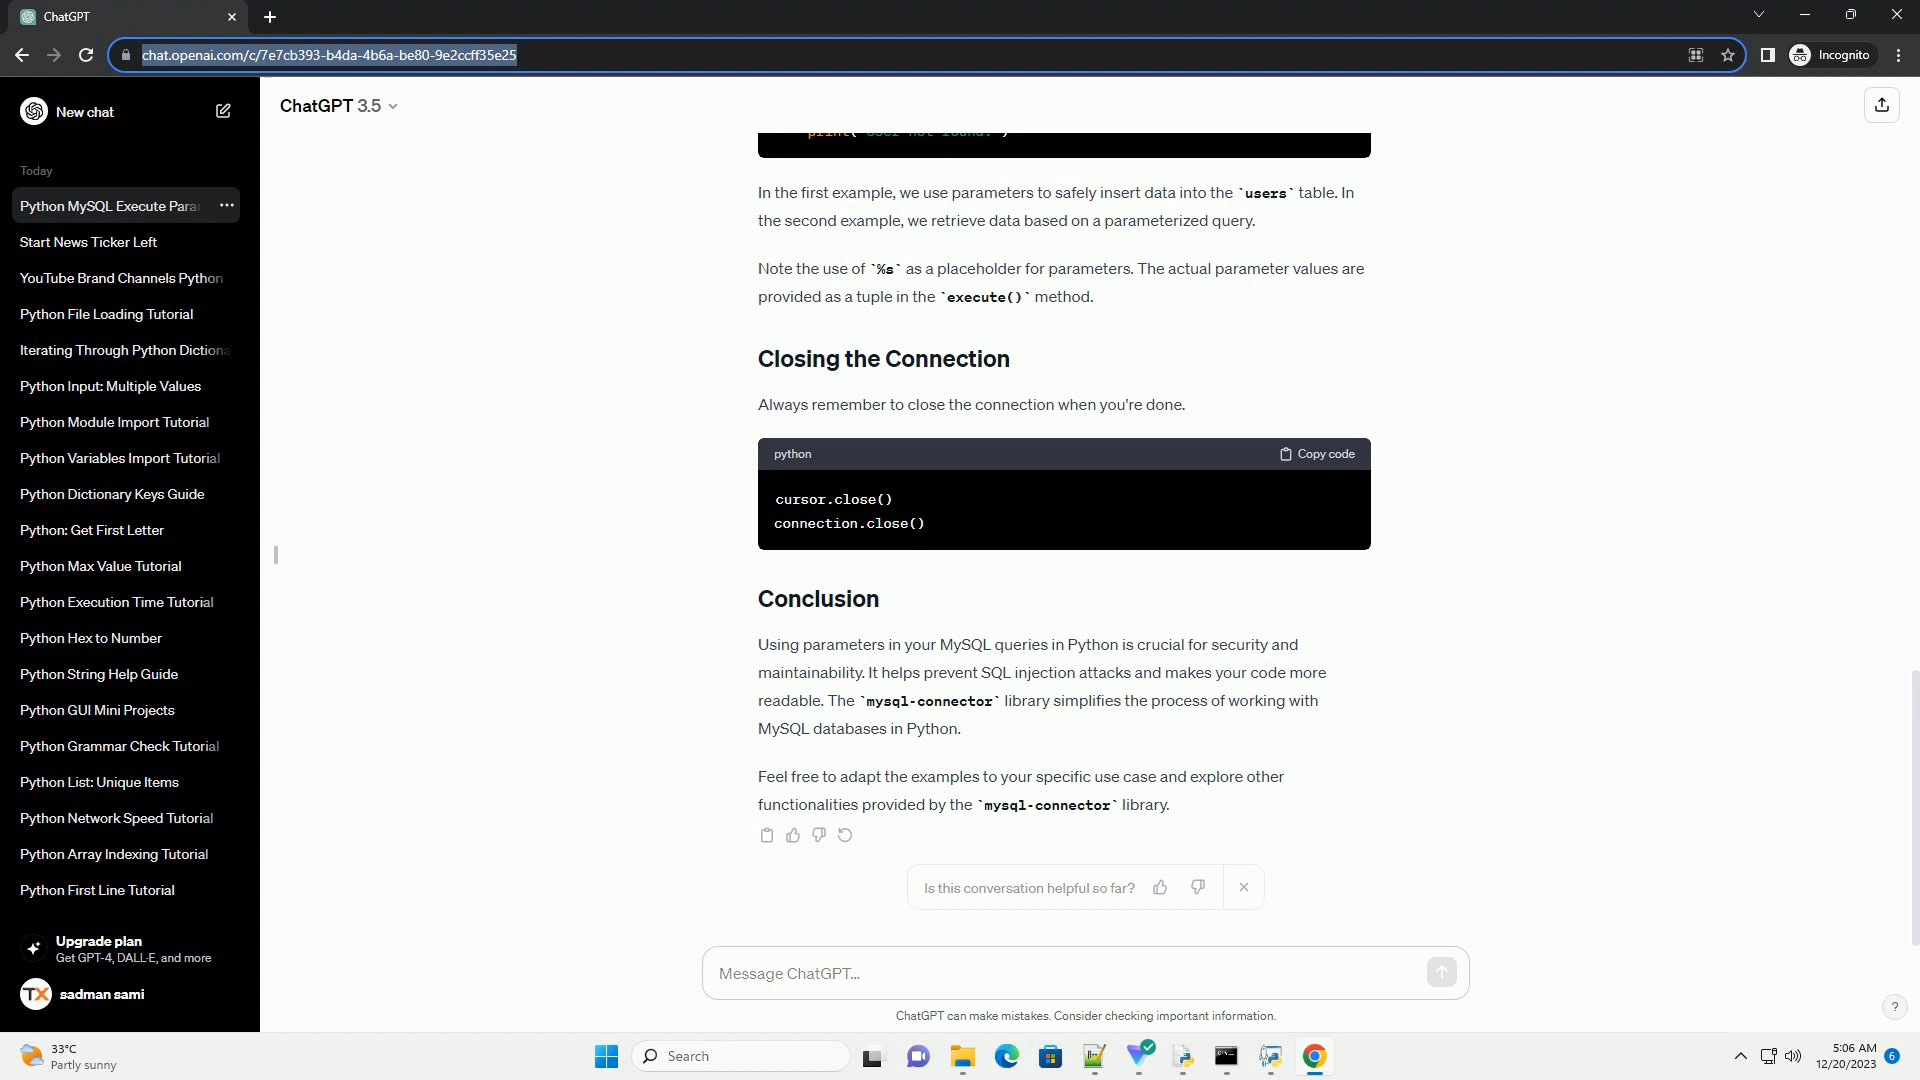 ChatGPT
chat.openai.com/c/7e7cb393-b4da-4b6a-be80-9e2ccff35e25
Incognito
New chat
Today
Python MySQL Execute Para
Start News Ticker Left
YouTube Brand Channels Python
Python File Loading Tutorial
Iterating Through Python Dictiona
Python Input: Multiple Values
Python Module Import Tutorial
Python Variables Import Tutorial
Python Dictionary Keys Guide
Python: Get First Letter
Python Max Value Tutorial
Python Execution Time Tutorial
Python Hex to Number
Python String Help Guide
Python GUI Mini Projects
Python Grammar Check Tutorial
Python List: Unique Items
Python Network Speed Tutorial
Python Array Indexing Tutorial
Python First Line Tutorial
Upgrade plan
Get GPT-4, DALL·E, and more
TX sadman sami
ChatGPT 3.5
print("User not found.")
In the first example, we use parameters to safely insert data into the `users` table. In
the second example, we retrieve data based on a parameterized query.
Note the use of `%s` as a placeholder for parameters. The actual parameter values are
provided as a tuple in the `execute()` method.
Closing the Connection
Always remember to close the connection when you're done.
python
Copy code
cursor.close()
connection.close()
Conclusion
Using parameters in your MySQL queries in Python is crucial for security and
maintainability. It helps prevent SQL injection attacks and makes your code more
readable. The `mysql-connector` library simplifies the process of working with
MySQL databases in Python.
Feel free to adapt the examples to your specific use case and explore other
functionalities provided by the `mysql-connector` library.
Is this conversation helpful so far?
Message ChatGPT...
ChatGPT can make mistakes. Consider checking important information.
?
33°C
Partly sunny
Search
5:06 AM
12/20/2023
6